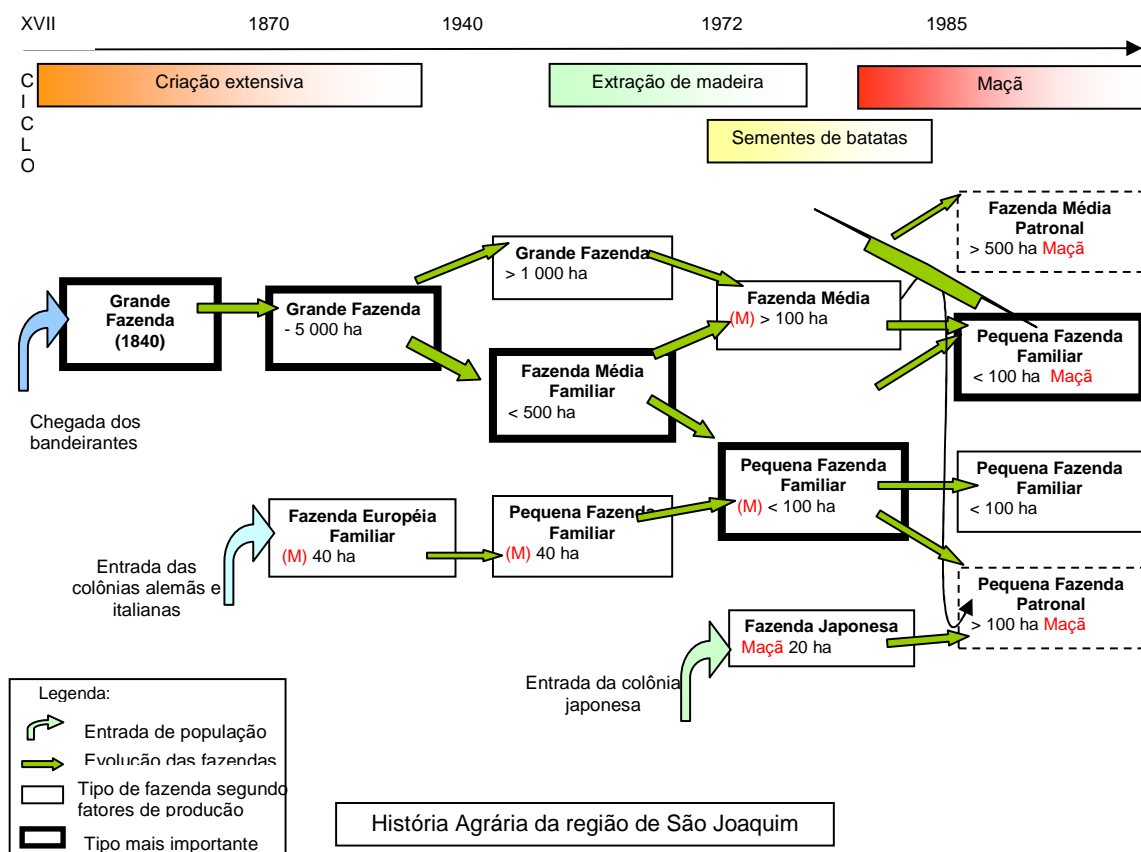 XVII 1870 1940 1972 1985
C
I
C
L
O
Criação extensiva
Extração de madeira
Maçã
Sementes de batatas
Fazenda Média
Patronal
> 500 ha Maçã
Grande Fazenda
> 1 000 ha
Grande
Fazenda
(1840)
Grande Fazenda
- 5 000 ha
Fazenda Média
(M) > 100 ha
Pequena Fazenda
Familiar
< 100 ha Maçã
Fazenda Média
Familiar
< 500 ha
Chegada dos
bandeirantes
Pequena Fazenda
Familiar
(M) < 100 ha
Pequena Fazenda
Familiar
< 100 ha
Fazenda Européia
Familiar
(M) 40 ha
Pequena Fazenda
Familiar
(M) 40 ha
Entrada das
colônias alemãs e
italianas
Pequena Fazenda
Patronal
> 100 ha Maçã
Fazenda Japonesa
Maçã 20 ha
Entrada da colônia
japonesa
Legenda:
Entrada de população
Evolução das fazendas
Tipo de fazenda segundo
fatores de produção
Tipo mais importante
História Agrária da região de São Joaquim